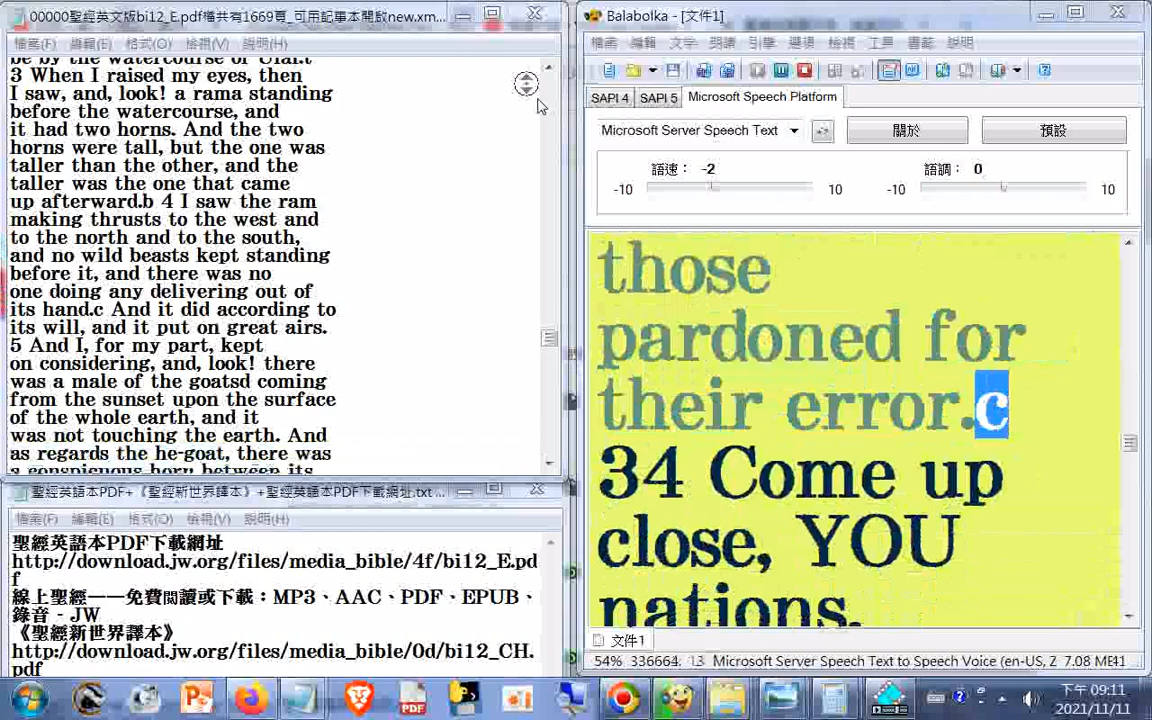 00000聖經英文版bi12_E.pdf檔共有1669頁_可用記事本開啟new.xm...
檔案(F) 編輯(E) 格式(O) 檢視(V) 說明(H)
be by the watercourse of Ulai.t
3 When I raised my eyes, then
I saw, and, look! a rama standing
before the watercourse, and
it had two horns. And the two
horns were tall, but the one was
taller than the other, and the
taller was the one that came
up afterward.b 4 I saw the ram
making thrusts to the west and
to the north and to the south,
and no wild beasts kept standing
before it, and there was no
one doing any delivering out of
its hand.c And it did according to
its will, and it put on great airs.
5 And I, for my part, kept
on considering, and, look! there
was a male of the goatsd coming
from the sunset upon the surface
of the whole earth, and it
was not touching the earth. And
as regards the he-goat, there was
a conspicuous horn between its
聖經英語本PDF+《聖經新世界譯本》+聖經英語本PDF下載網址.txt ...
檔案(F) 編輯(E) 格式(O) 檢視(V) 說明(H)
聖經英語本PDF下載網址
http://download.jw.org/files/media_bible/4f/bi12_E.pd
f
線上聖經——免費閱讀或下載：MP3、AAC、PDF、EPUB、
錄音 - JW
《聖經新世界譯本》
http://download.jw.org/files/media_bible/0d/bi12_CH.
pdf
Balabolka - [文件1]
檔案 編輯 文字 朗讀 引擎 選項 檢視 工具 書籤 說明
SAPI 4 SAPI 5 Microsoft Speech Platform
Microsoft Server Speech Text 關於 預設
語速： -2 語調： 0
-10 10 -10 10
those
pardoned for
their error.c
34 Come up
close, YOU
nations,
文件1
54% 336664. Microsoft Server Speech Text to Speech Voice (en-US, Z 7.08 ME41
PDF
下午 09:11
2021/11/11